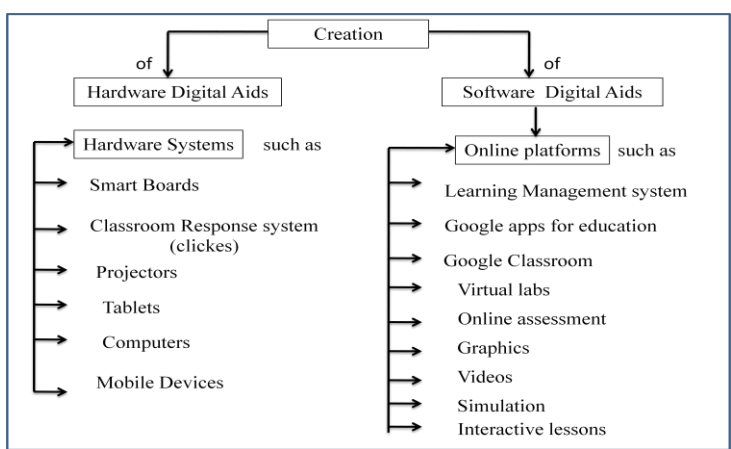 Creation
of
Hardware Digital Aids
of
Software Digital Aids
Hardware Systems such as
Smart Boards
Classroom Response system
(clickes)
Projectors
Tablets
Computers
Mobile Devices
Online platforms such as
Learning Management system
Google apps for education
Google Classroom
Virtual labs
Online assessment
Graphics
Videos
Simulation
Interactive lessons